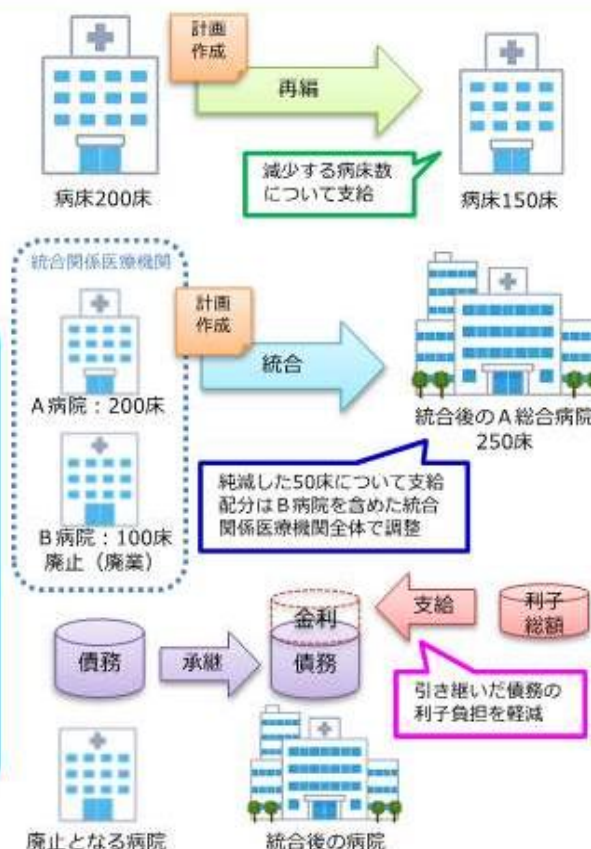 計画
作成
再編
減少する病床数
について支給
病床200床
病床150床
統合関係医療機関
計画
作成
統合
A病院：200床
統合後のA総合病院
250床
純減した50床について支給
配分はB病院を含めた統合
関係医療機関全体で調整
B病院：100床
廃止（廃業）
債務
承継
金利
債務
支給
利子
総額
引き継いだ債務の
利子負担を軽減
廃止となる病院
統合後の病院